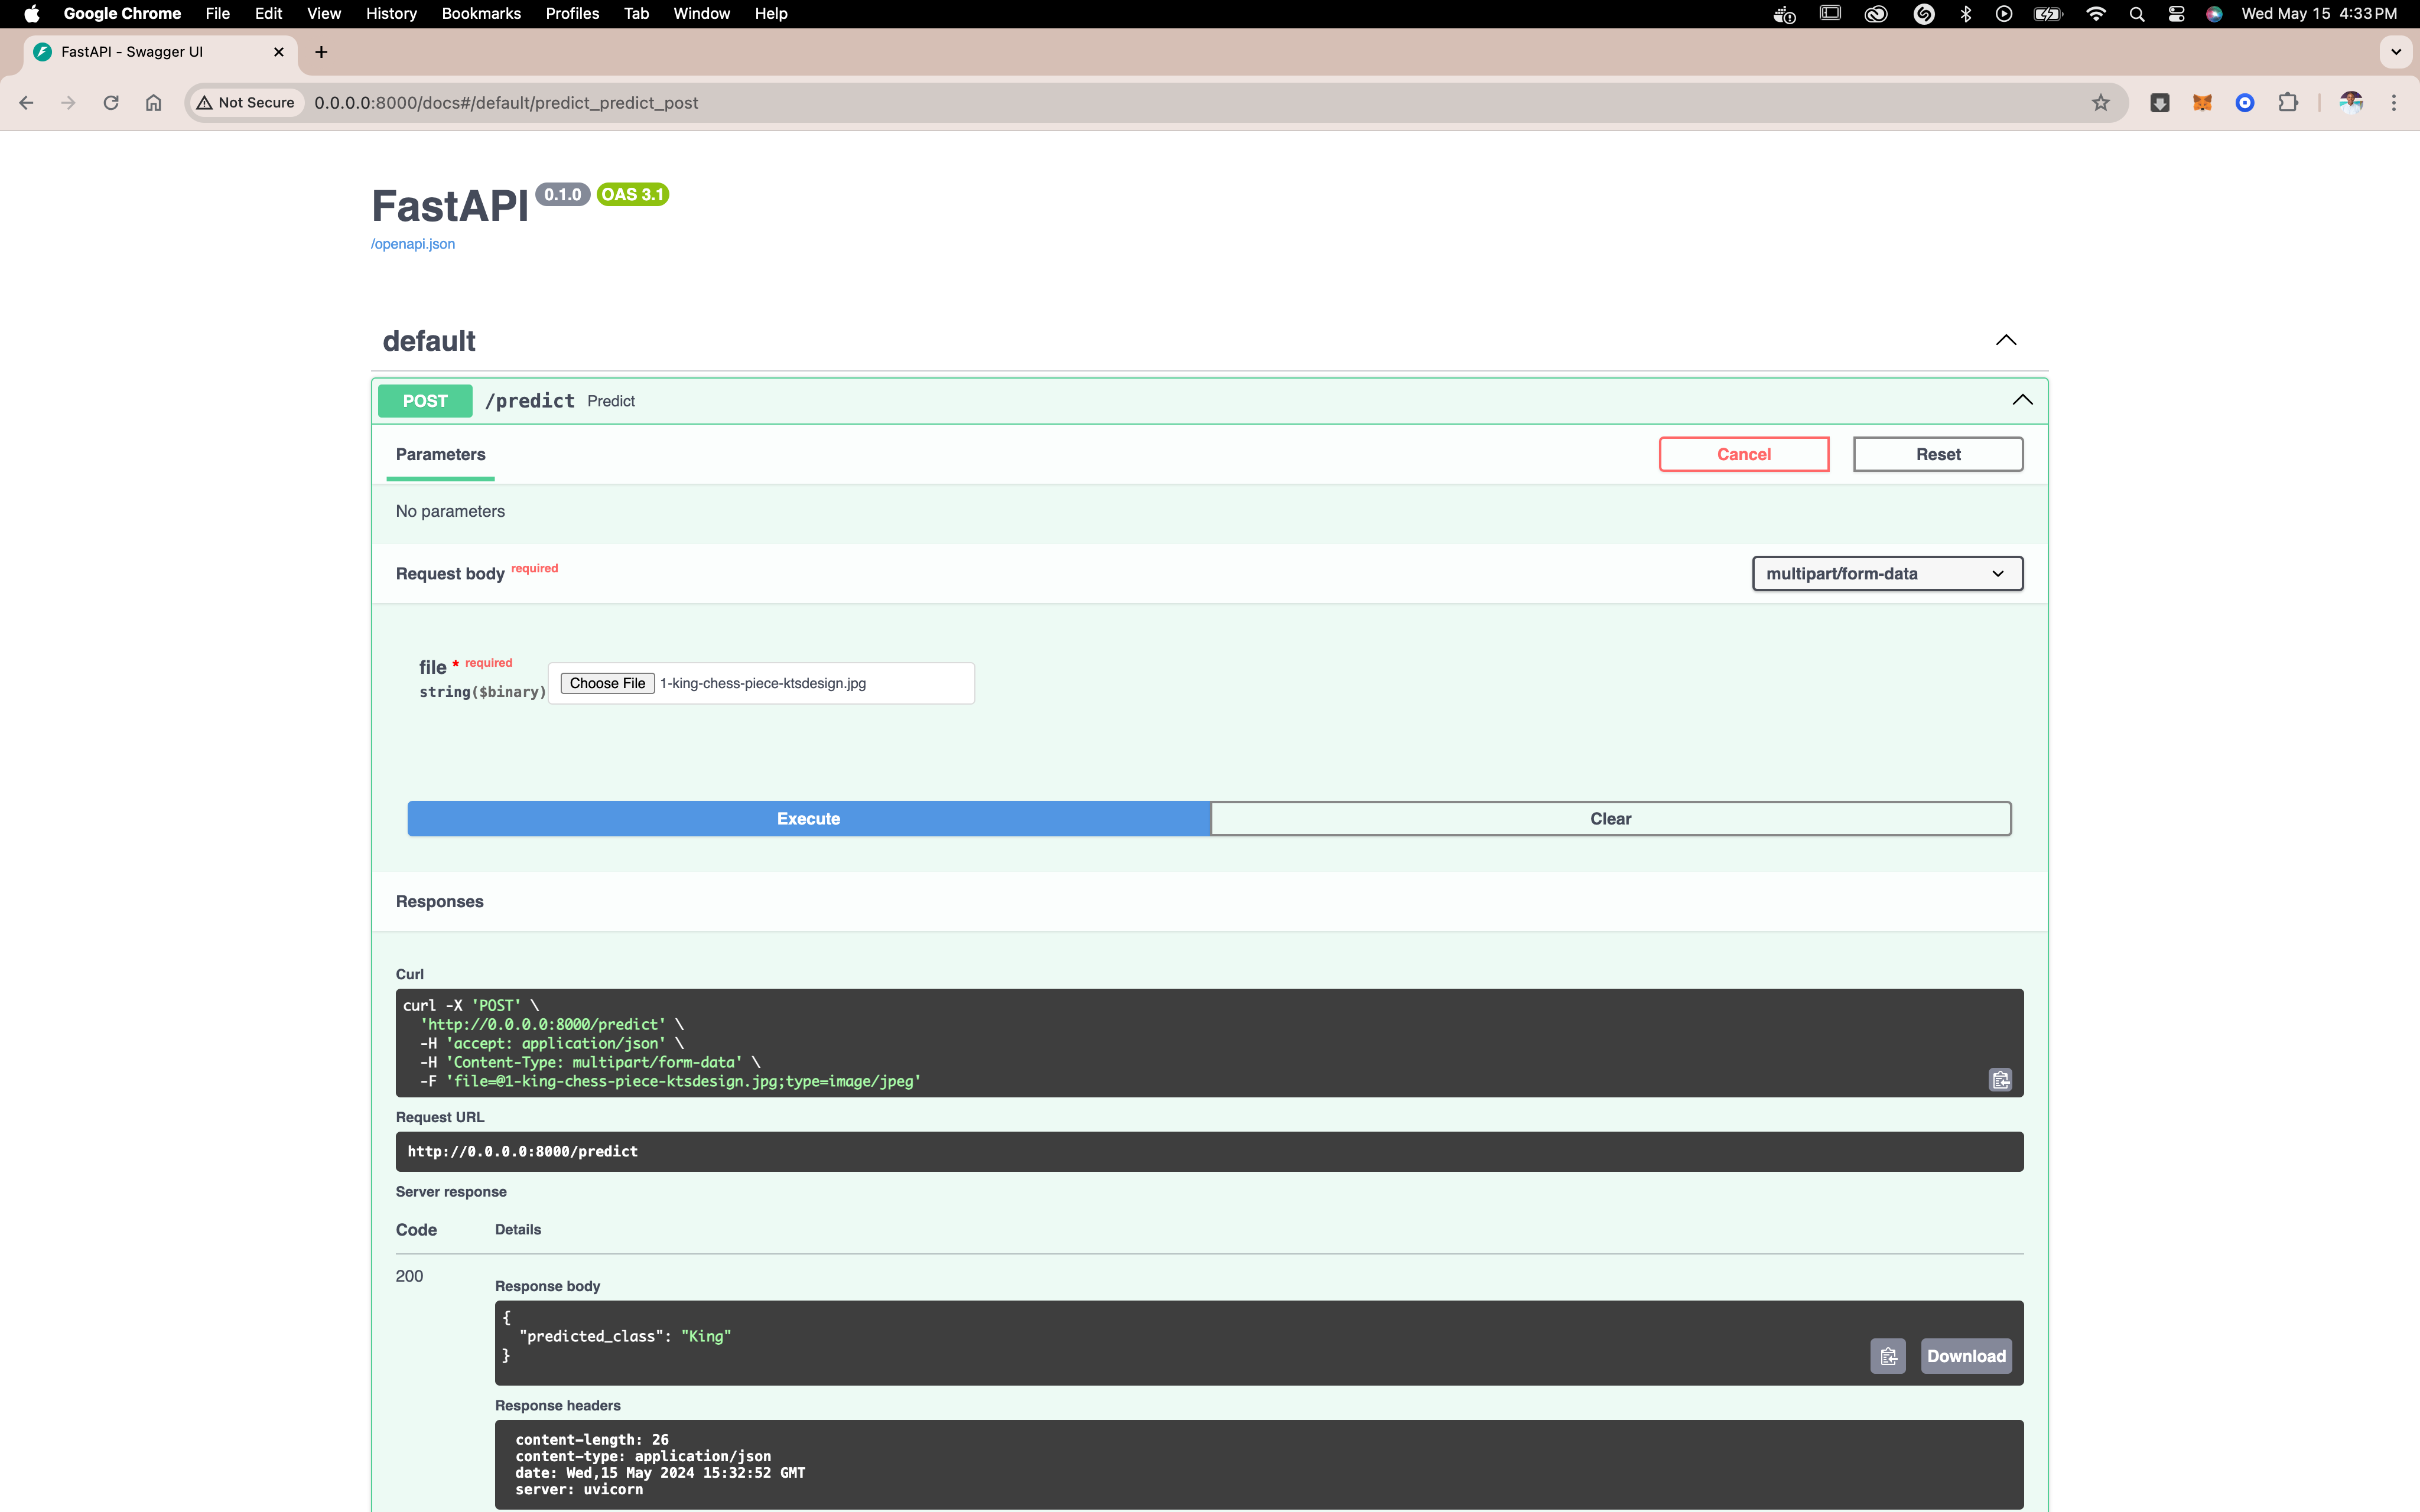 Google Chrome File Edit View History Bookmarks Profiles Tab Window Help Wed May 15 4:33 PM
FastAPI - Swagger UI
Not Secure 0.0.0.0:8000/docs#/default/predict_predict_post
FastAPI 0.1.0 OAS 3.1
/openapi.json
default
POST /predict Predict
Parameters Cancel Reset
No parameters
Request body required multipart/form-data
file * required
string($binary) Choose File 1-king-chess-piece-ktsdesign.jpg
Execute Clear
Responses
Curl
curl -X 'POST' \
'http://0.0.0.0:8000/predict' \
-H 'accept: application/json' \
-H 'Content-Type: multipart/form-data' \
-F 'file=@1-king-chess-piece-ktsdesign.jpg;type=image/jpeg'
Request URL
http://0.0.0.0:8000/predict
Server response
Code Details
200
Response body
{
"predicted_class": "King"
}
Download
Response headers
content-length: 26
content-type: application/json
date: Wed,15 May 2024 15:32:52 GMT
server: uvicorn